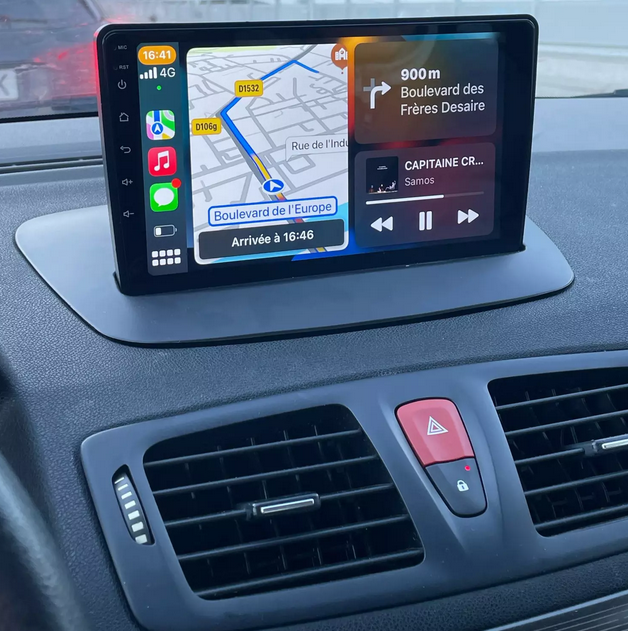 MIC
RST
16:41
4G
D1532
D106g
Rue de l'Indu
Boulevard de l'Europe
Arrivée à 16:46
900 m
Boulevard des
Frères Desaire
CAPITAINE CR...
Samos